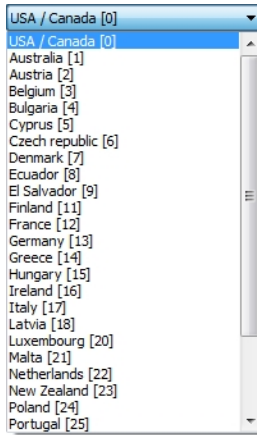 USA / Canada [0]
USA / Canada [0]
Australia [1]
Austria [2]
Belgium [3]
Bulgaria [4]
Cyprus [5]
Czech republic [6]
Denmark [7]
Ecuador [8]
El Salvador [9]
Finland [11]
France [12]
Germany [13]
Greece [14]
Hungary [15]
Ireland [16]
Italy [17]
Latvia [18]
Luxembourg [20]
Malta [21]
Netherlands [22]
New Zealand [23]
Poland [24]
Portugal [25]